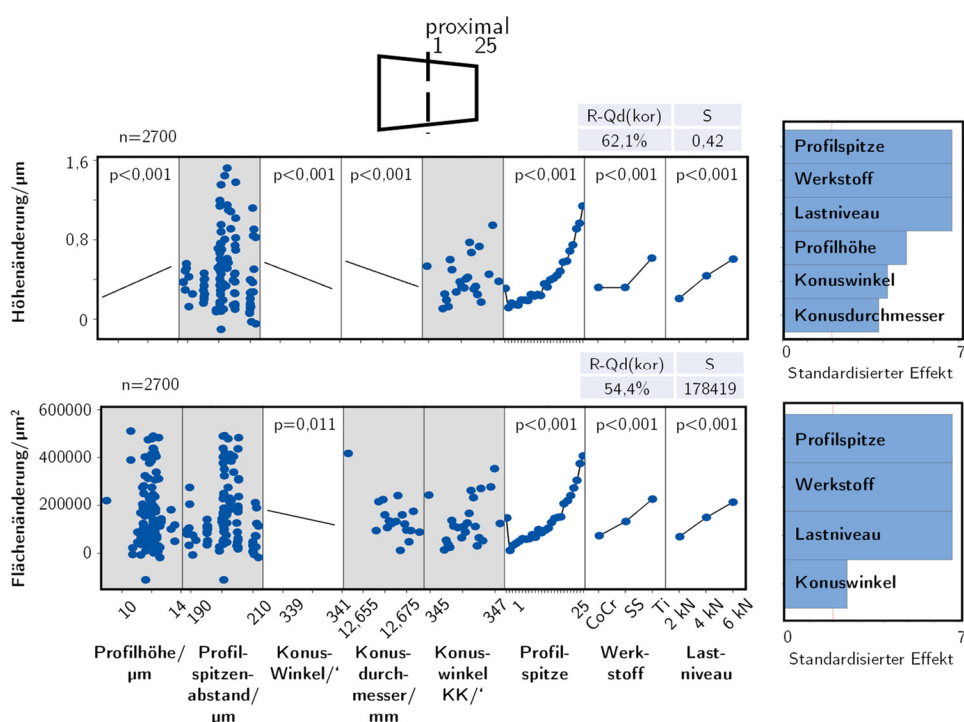 proximal
1 25
R-Qd(kor) S
n=2700 62,1% 0,42
Höhenänderung/µm
1,6
0,8
0
p<0,001 p<0,001 p<0,001 p<0,001 p<0,001 p<0,001
Profilspitze
Werkstoff
Lastniveau
Profilhöhe
Konuswinkel
Konusdurchmesser
0 7
Standardisierter Effekt
R-Qd(kor) S
n=2700 54,4% 178419
Flächenänderung/µm²
600000
400000
200000
0
p=0,011 p<0,001 p<0,001 p<0,001
Profilspitze
Werkstoff
Lastniveau
Konuswinkel
0 7
Standardisierter Effekt
10 14 190 210 339 341 12,655 12,675 345 347 1 25 CoCr SS Ti 2 kN 4 kN 6 kN
Profilhöhe/ Profil- Konus- Konus- Konus- Profil- Werk- Last-
µm spitzen- Winkel/‘ durch- winkel spitze stoff niveau
abstand/ messer/ KK/‘
µm mm